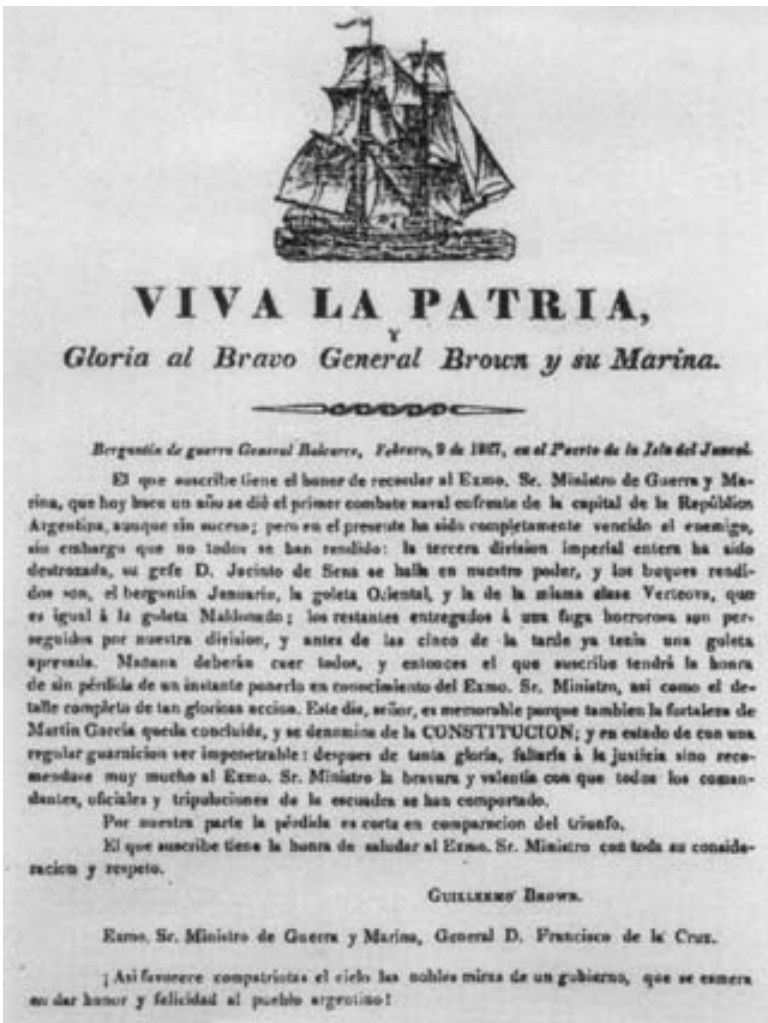 VIVA LA PATRIA,
Y
Gloria al Bravo General Brown y su Marina.
Bergantin de guerra General Balcarce, Febrero, 9 de 1827, en el Puerto de la Isla del Juncal.
El que suscribe tiene el honor de recordar al Exmo. Sr. Ministro de Guerra y Ma-
rina, que hoy hace un año se dió el primer combate naval enfrente de la capital de la República
Argentina, aunque sin suceso; pero en el presente ha sido completamente vencido el enemigo,
sin embargo que no todos se han rendido: la tercera division imperial entera ha sido
destrozada, su gefe D. Jacinto de Sena se halla en nuestro poder, y los buques rendi-
dos son, el bergantin Januario, la goleta Oriental, y la de la misma clase Verteova, que
es igual á la goleta Maldonado; los restantes entregados á una fuga horrorosa son per-
seguidos por nuestra division, y antes de las cinco de la tarde ya tenia una goleta
apresada. Mañana deberán caer todos, y entonces el que suscribe tendrá la honra
de sin pérdida de un instante ponerlo en conocimiento del Exmo. Sr. Ministro, asi como el de-
talle completo de tan gloriosa accion. Este dia, señor, es memorable porque tambien la fortaleza de
Martin Garcia queda concluida, y se denomina de la CONSTITUCION; y en estado de con una
regular guarnicion ser impenetrable: despues de tanta gloria, faltaria á la justicia sino reco-
mendase muy mucho al Exmo. Sr. Ministro la bravura y valentia con que todos los coman-
dantes, oficiales y tripulaciones de la escuadra se han comportado.
Por nuestra parte la pérdida es corta en comparacion del triunfo.
El que suscribe tiene la honra de saludar al Exmo. Sr. Ministro con toda su conside-
racion y respeto.
GUILLERMO BROWN.
Exmo. Sr. Ministro de Guerra y Marina, General D. Francisco de la Cruz.
¡Asi favorece compatriotas el cielo las nobles miras de un gobierno, que se esmera
en dar honor y felicidad al pueblo argentino!